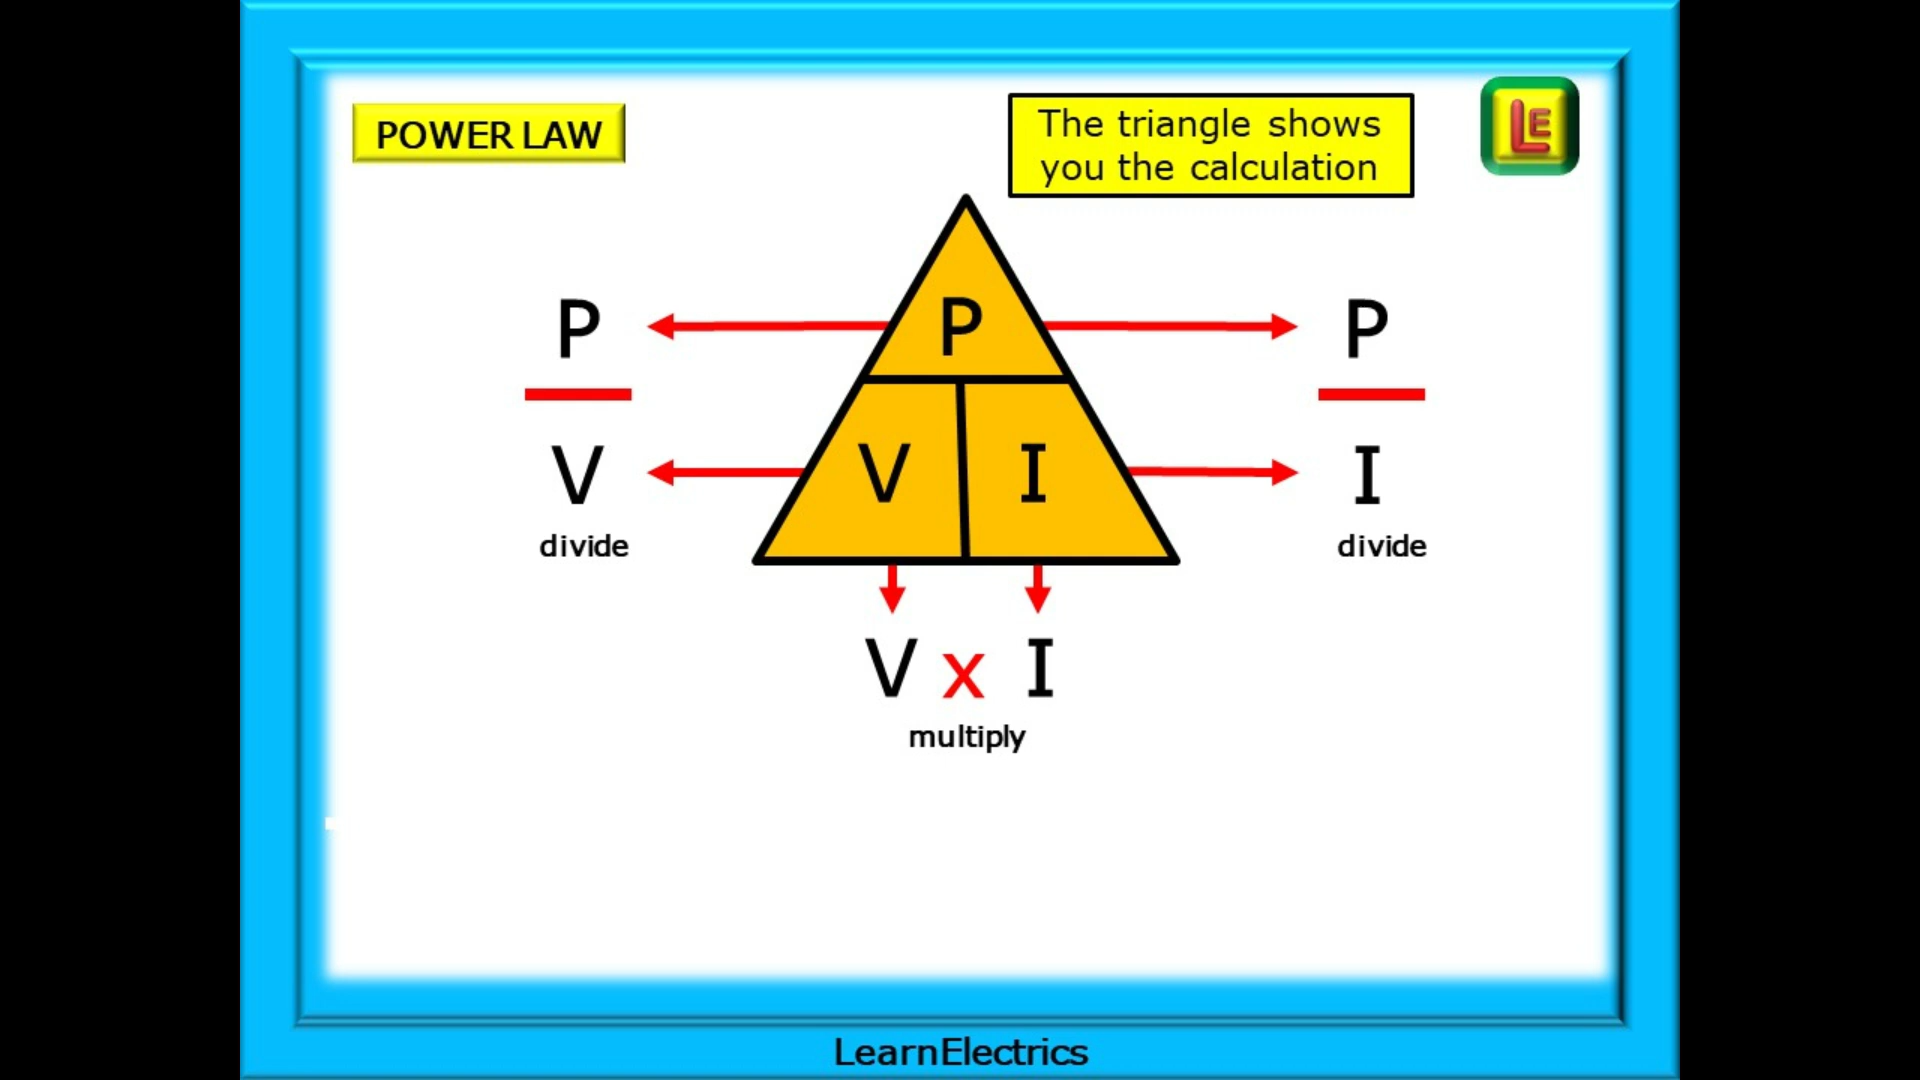 POWER LAW
The triangle shows
you the calculation
LE
P
P
P
V
V
I
I
divide
divide
V x I
multiply
LearnElectrics